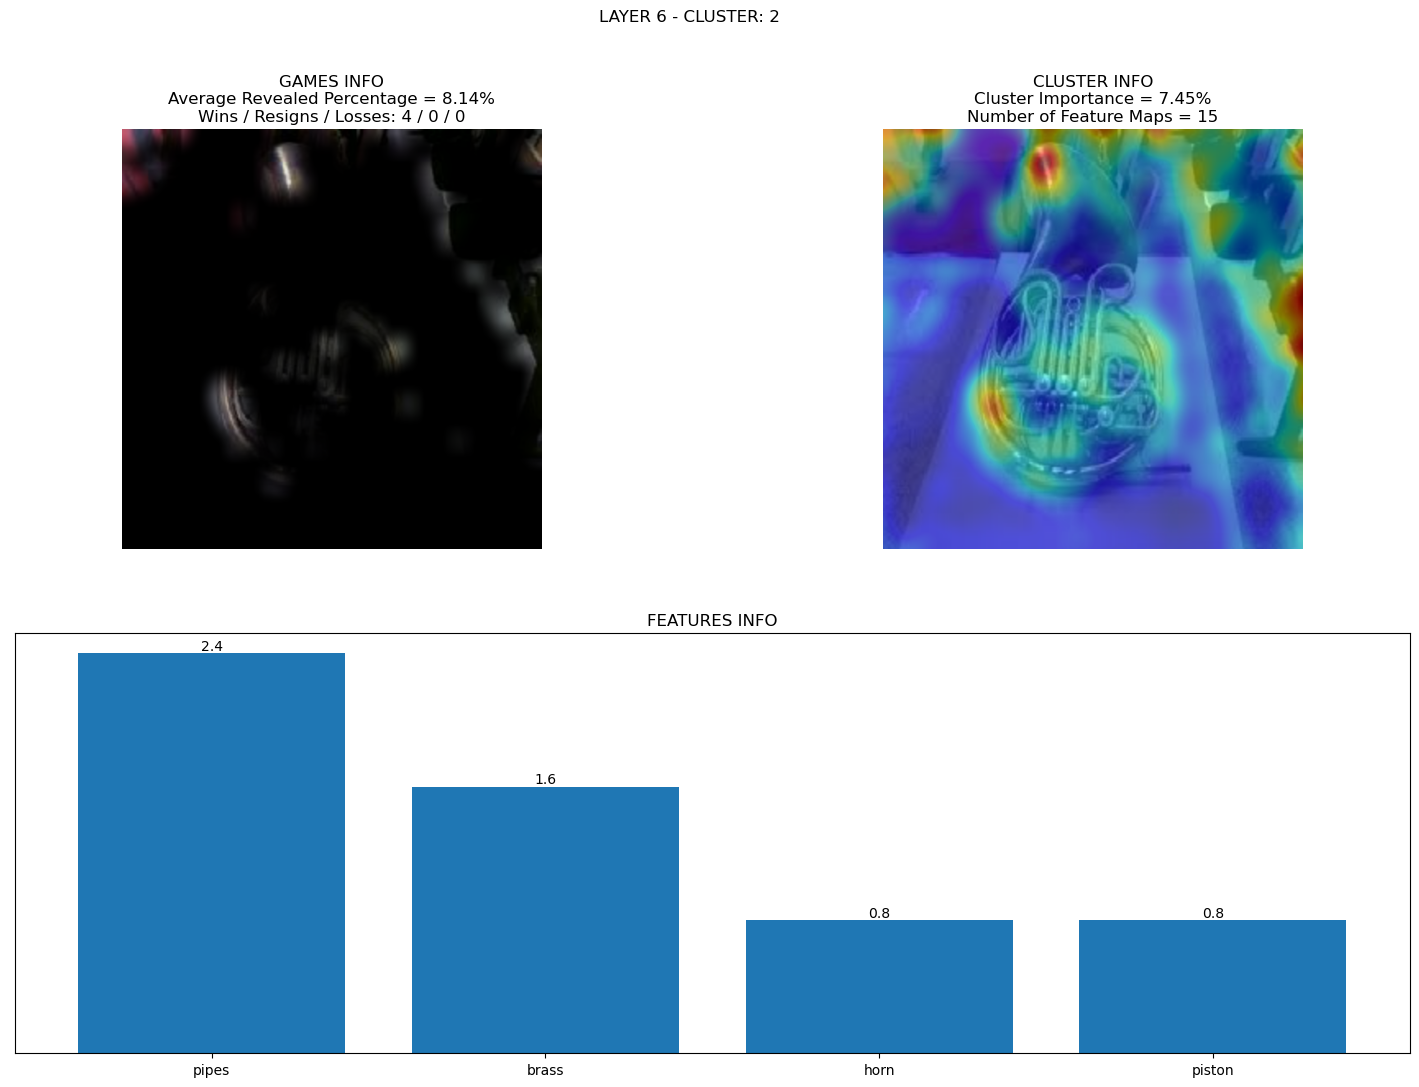 LAYER 6 - CLUSTER: 2
GAMES INFO
Average Revealed Percentage = 8.14%
Wins / Resigns / Losses: 4 / 0 / 0
CLUSTER INFO
Cluster Importance = 7.45%
Number of Feature Maps = 15
FEATURES INFO
2.4
1.6
0.8
0.8
pipes
brass
horn
piston